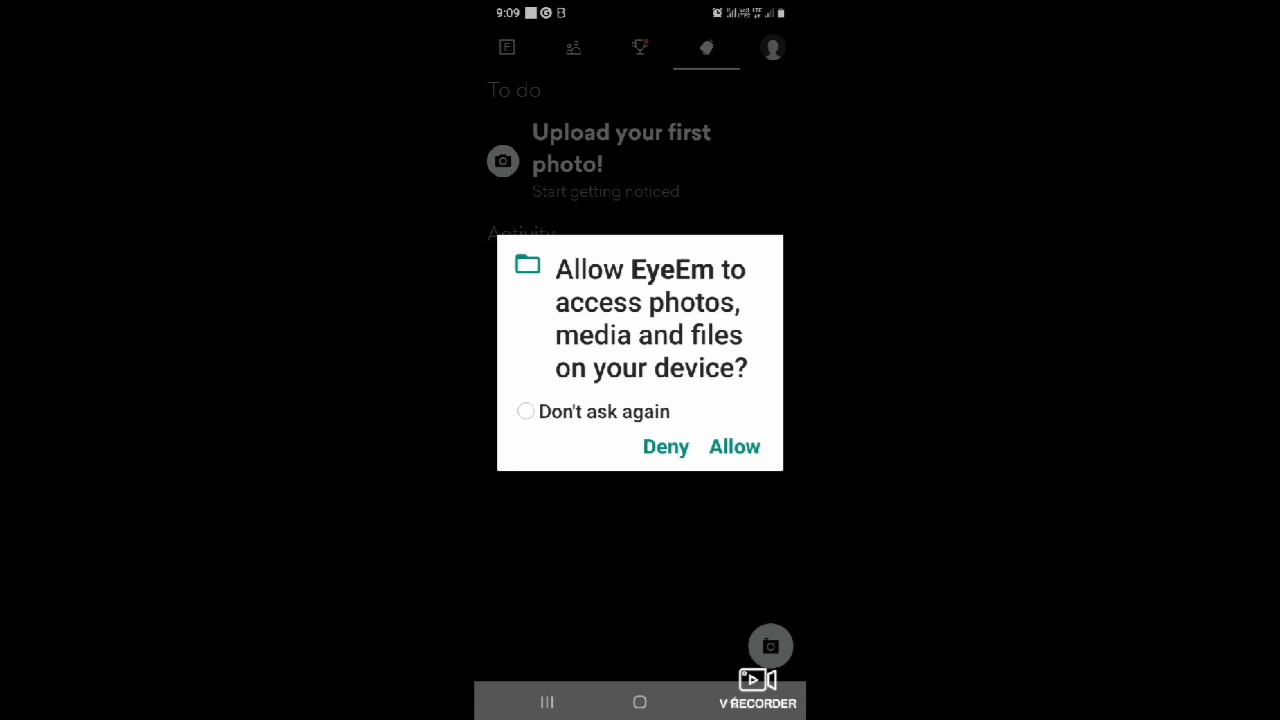 9:09
To do
Upload your first
photo!
Start getting noticed
Activity
Allow EyeEm to
access photos,
media and files
on your device?
Don't ask again
Deny Allow
V RECORDER